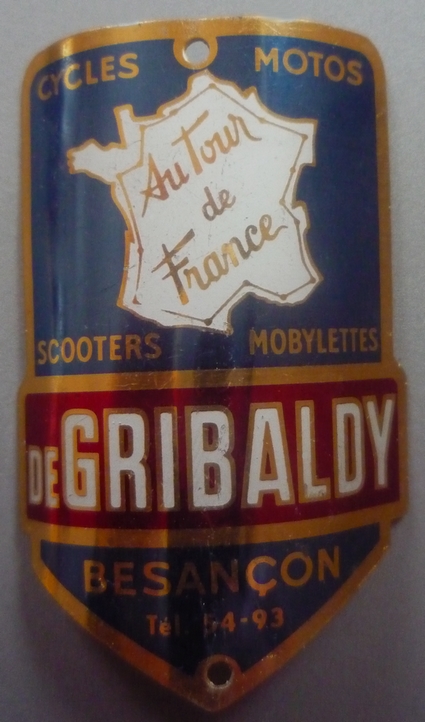 CYCLES MOTOS
Au Tour
de
France
SCOOTERS MOBYLETTES
DE GRIBALDY
BESANÇON
Tél. 54-93